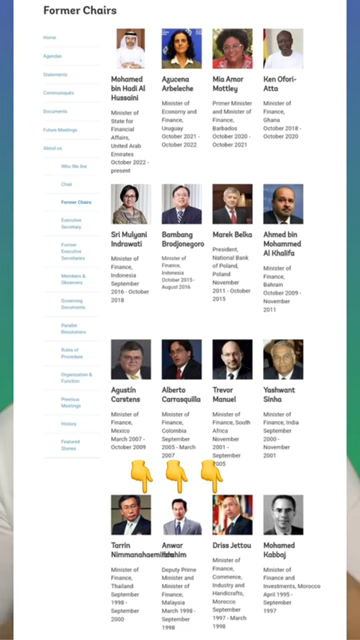 Former Chairs
Home
Agendas
Statements
Communiqués
Documents
Future Meetings
About us
Who We Are
Chair
Former Chairs
Executive
Secretary
Former
Executive
Secretaries
Members &
Observers
Governing
Documents
Parallel
Resolutions
Rules of
Procedure
Organization &
Function
Previous
Meetings
History
Featured
Stories
Mohamed
bin Hadi Al
Hussaini
Minister of
State for
Financial
Affairs,
United Arab
Emirates
October 2022 -
present
Azucena
Arbeleche
Minister of
Economy and
Finance,
Uruguay
October 2021 -
October 2022
Mia Amor
Mottley
Prime Minister
and Minister of
Finance,
Barbados
October 2020 -
October 2021
Ken Ofori-
Atta
Minister of
Finance,
Ghana
October 2018 -
October 2020
Sri Mulyani
Indrawati
Minister of
Finance,
Indonesia
September
2016 - October
2018
Bambang
Brodjonegoro
Minister of
Finance,
Indonesia
October 2015-
August 2016
Marek Belka
President,
National Bank
of Poland,
Poland
November
2011 - October
2015
Ahmed bin
Mohammed
Al Khalifa
Minister of
Finance,
Bahrain
October 2009 -
November
2011
Agustín
Carstens
Minister of
Finance,
Mexico
March 2007 -
October 2009
Alberto
Carrasquilla
Minister of
Finance,
Colombia
September
2005 - March
2007
Trevor
Manuel
Minister of
Finance, South
Africa
November
2001 -
September
2005
Yashwant
Sinha
Minister of
Finance, India
September
2000 -
November
2001
Tarrin
Nimmanahaeminda
Minister of
Finance,
Thailand
September
1998 -
September
2000
Anwar
Ibrahim
Deputy Prime
Minister and
Minister of
Finance,
Malaysia
March 1998 -
September
1998
Driss Jettou
Minister of
Finance,
Commerce,
Industry and
Handicrafts,
Morocco
September
1997 - March
1998
Mohamed
Kabbaj
Minister of
Finance and
Investments, Morocco
April 1995 -
September
1997